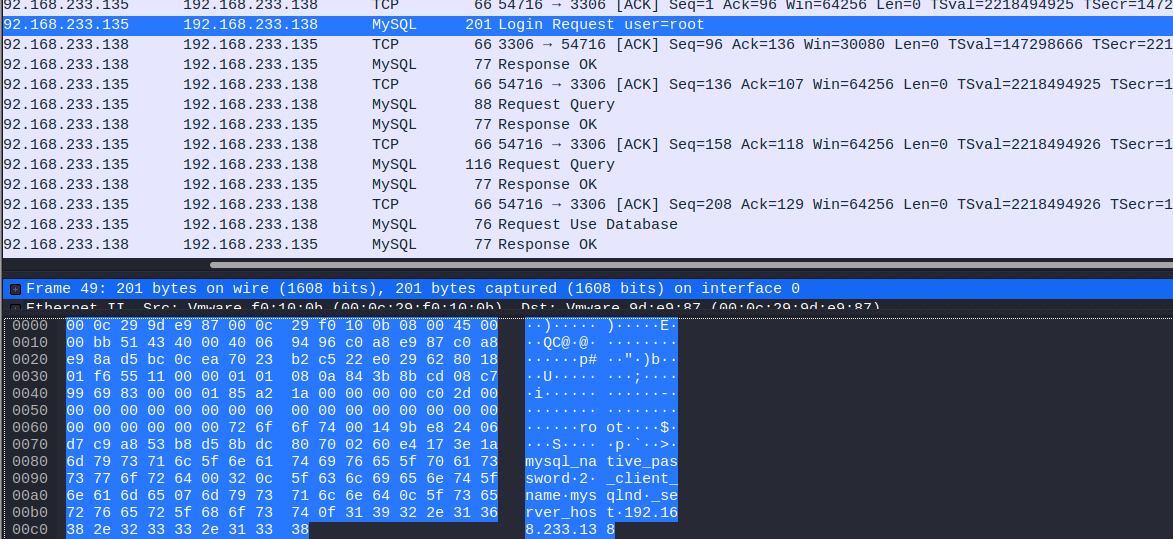 92.168.233.135 192.168.233.138 TCP 66 54716 → 3306 [ACK] Seq=1 Ack=96 Win=64256 Len=0 TSval=2218494925 TSecr=1472
92.168.233.135 192.168.233.138 MySQL 201 Login Request user=root
92.168.233.138 192.168.233.135 TCP 66 3306 → 54716 [ACK] Seq=96 Ack=136 Win=30080 Len=0 TSval=147298666 TSecr=221
92.168.233.138 192.168.233.135 MySQL 77 Response OK
92.168.233.135 192.168.233.138 TCP 66 54716 → 3306 [ACK] Seq=136 Ack=107 Win=64256 Len=0 TSval=2218494925 TSecr=1
92.168.233.135 192.168.233.138 MySQL 88 Request Query
92.168.233.138 192.168.233.135 MySQL 77 Response OK
92.168.233.135 192.168.233.138 TCP 66 54716 → 3306 [ACK] Seq=158 Ack=118 Win=64256 Len=0 TSval=2218494926 TSecr=1
92.168.233.135 192.168.233.138 MySQL 116 Request Query
92.168.233.138 192.168.233.135 MySQL 77 Response OK
92.168.233.135 192.168.233.138 TCP 66 54716 → 3306 [ACK] Seq=208 Ack=129 Win=64256 Len=0 TSval=2218494926 TSecr=1
92.168.233.135 192.168.233.138 MySQL 76 Request Use Database
92.168.233.138 192.168.233.135 MySQL 77 Response OK
Frame 49: 201 bytes on wire (1608 bits), 201 bytes captured (1608 bits) on interface 0
Ethernet II, Src: Vmware_f0:10:0b (00:0c:29:f0:10:0b), Dst: Vmware_9d:e9:87 (00:0c:29:9d:e9:87)
0000 00 0c 29 9d e9 87 00 0c 29 f0 10 0b 08 00 45 00 ··)····· )·····E·
0010 00 bb 51 43 40 00 40 06 94 96 c0 a8 e9 87 c0 a8 ··QC@·@· ········
0020 e9 8a d5 bc 0c ea 70 23 b2 c5 22 e0 29 62 80 18 ······p# ··"·)b··
0030 01 f6 55 11 00 00 01 01 08 0a 84 3b 8b cd 08 c7 ··U····· ···;····
0040 99 69 83 00 00 01 85 a2 1a 00 00 00 00 c0 2d 00 ·i······ ······-·
0050 00 00 00 00 00 00 00 00 00 00 00 00 00 00 00 00 ········ ········
0060 00 00 00 00 00 00 72 6f 6f 74 00 14 9b e8 24 06 ······ro ot····$·
0070 d7 c9 a8 53 b8 d5 8b dc 80 70 02 60 e4 17 3e 1a ···S···· ·p·`··>·
0080 6d 79 73 71 6c 5f 6e 61 74 69 76 65 5f 70 61 73 mysql_na tive_pas
0090 73 77 6f 72 64 00 32 0c 5f 63 6c 69 65 6e 74 5f sword·2· _client_
00a0 6e 61 6d 65 07 6d 79 73 71 6c 6e 64 0c 5f 73 65 name·mys qlnd·_se
00b0 72 76 65 72 5f 68 6f 73 74 0f 31 39 32 2e 31 36 rver_hos t·192.16
00c0 38 2e 32 33 33 2e 31 33 38 8.233.13 8